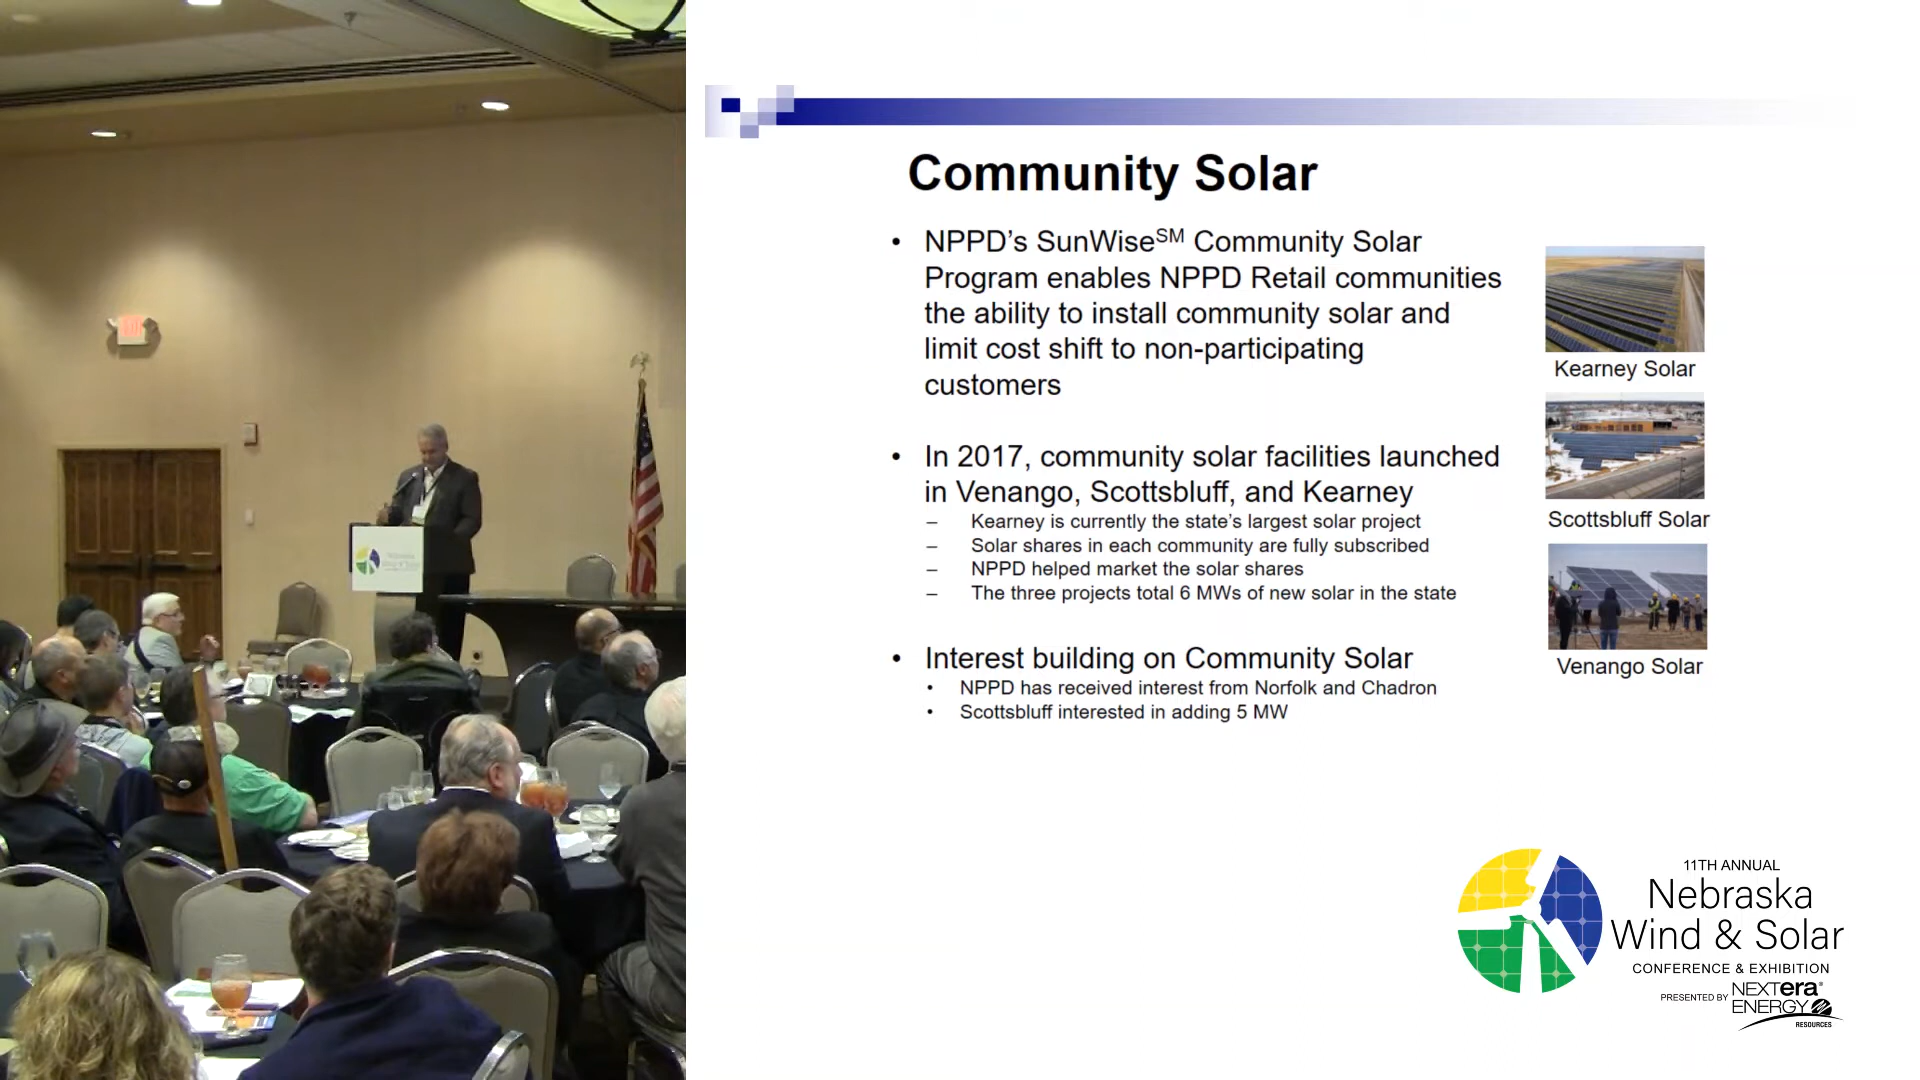 Community Solar
• NPPD’s SunWiseSM Community Solar
Program enables NPPD Retail communities
the ability to install community solar and
limit cost shift to non-participating
customers
• In 2017, community solar facilities launched
in Venango, Scottsbluff, and Kearney
– Kearney is currently the state’s largest solar project
– Solar shares in each community are fully subscribed
– NPPD helped market the solar shares
– The three projects total 6 MWs of new solar in the state
• Interest building on Community Solar
• NPPD has received interest from Norfolk and Chadron
• Scottsbluff interested in adding 5 MW
Kearney Solar
Scottsbluff Solar
Venango Solar
11TH ANNUAL
Nebraska
Wind & Solar
CONFERENCE & EXHIBITION
PRESENTED BY NEXTera®
ENERGY
RESOURCES